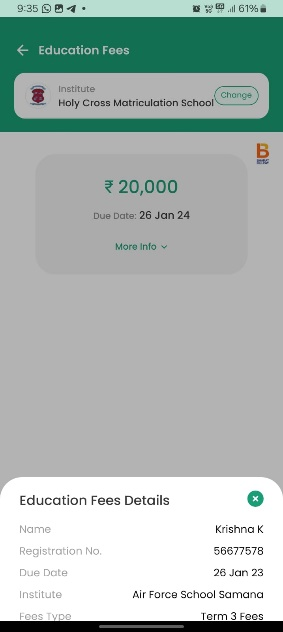 9:35 61%
Education Fees
Institute
Holy Cross Matriculation School Change
B
₹ 20,000
Due Date: 26 Jan 24
More Info
Education Fees Details
Name Krishna K
Registration No. 56677578
Due Date 26 Jan 23
Institute Air Force School Samana
Fees Type Term 3 Fees